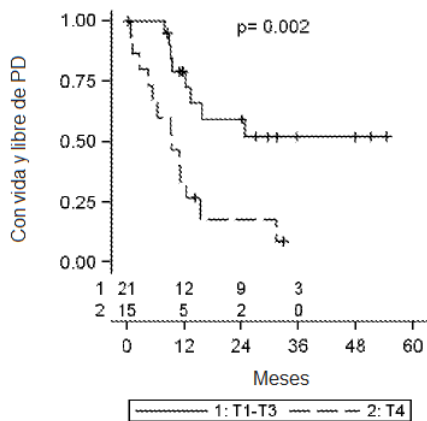 1.00
p= 0.002
0.75
0.50
0.25
0.00
Con vida y libre de PD
1 21 12 9 3
2 15 5 2 0
0 12 24 36 48 60
Meses
1: T1-T3 2: T4